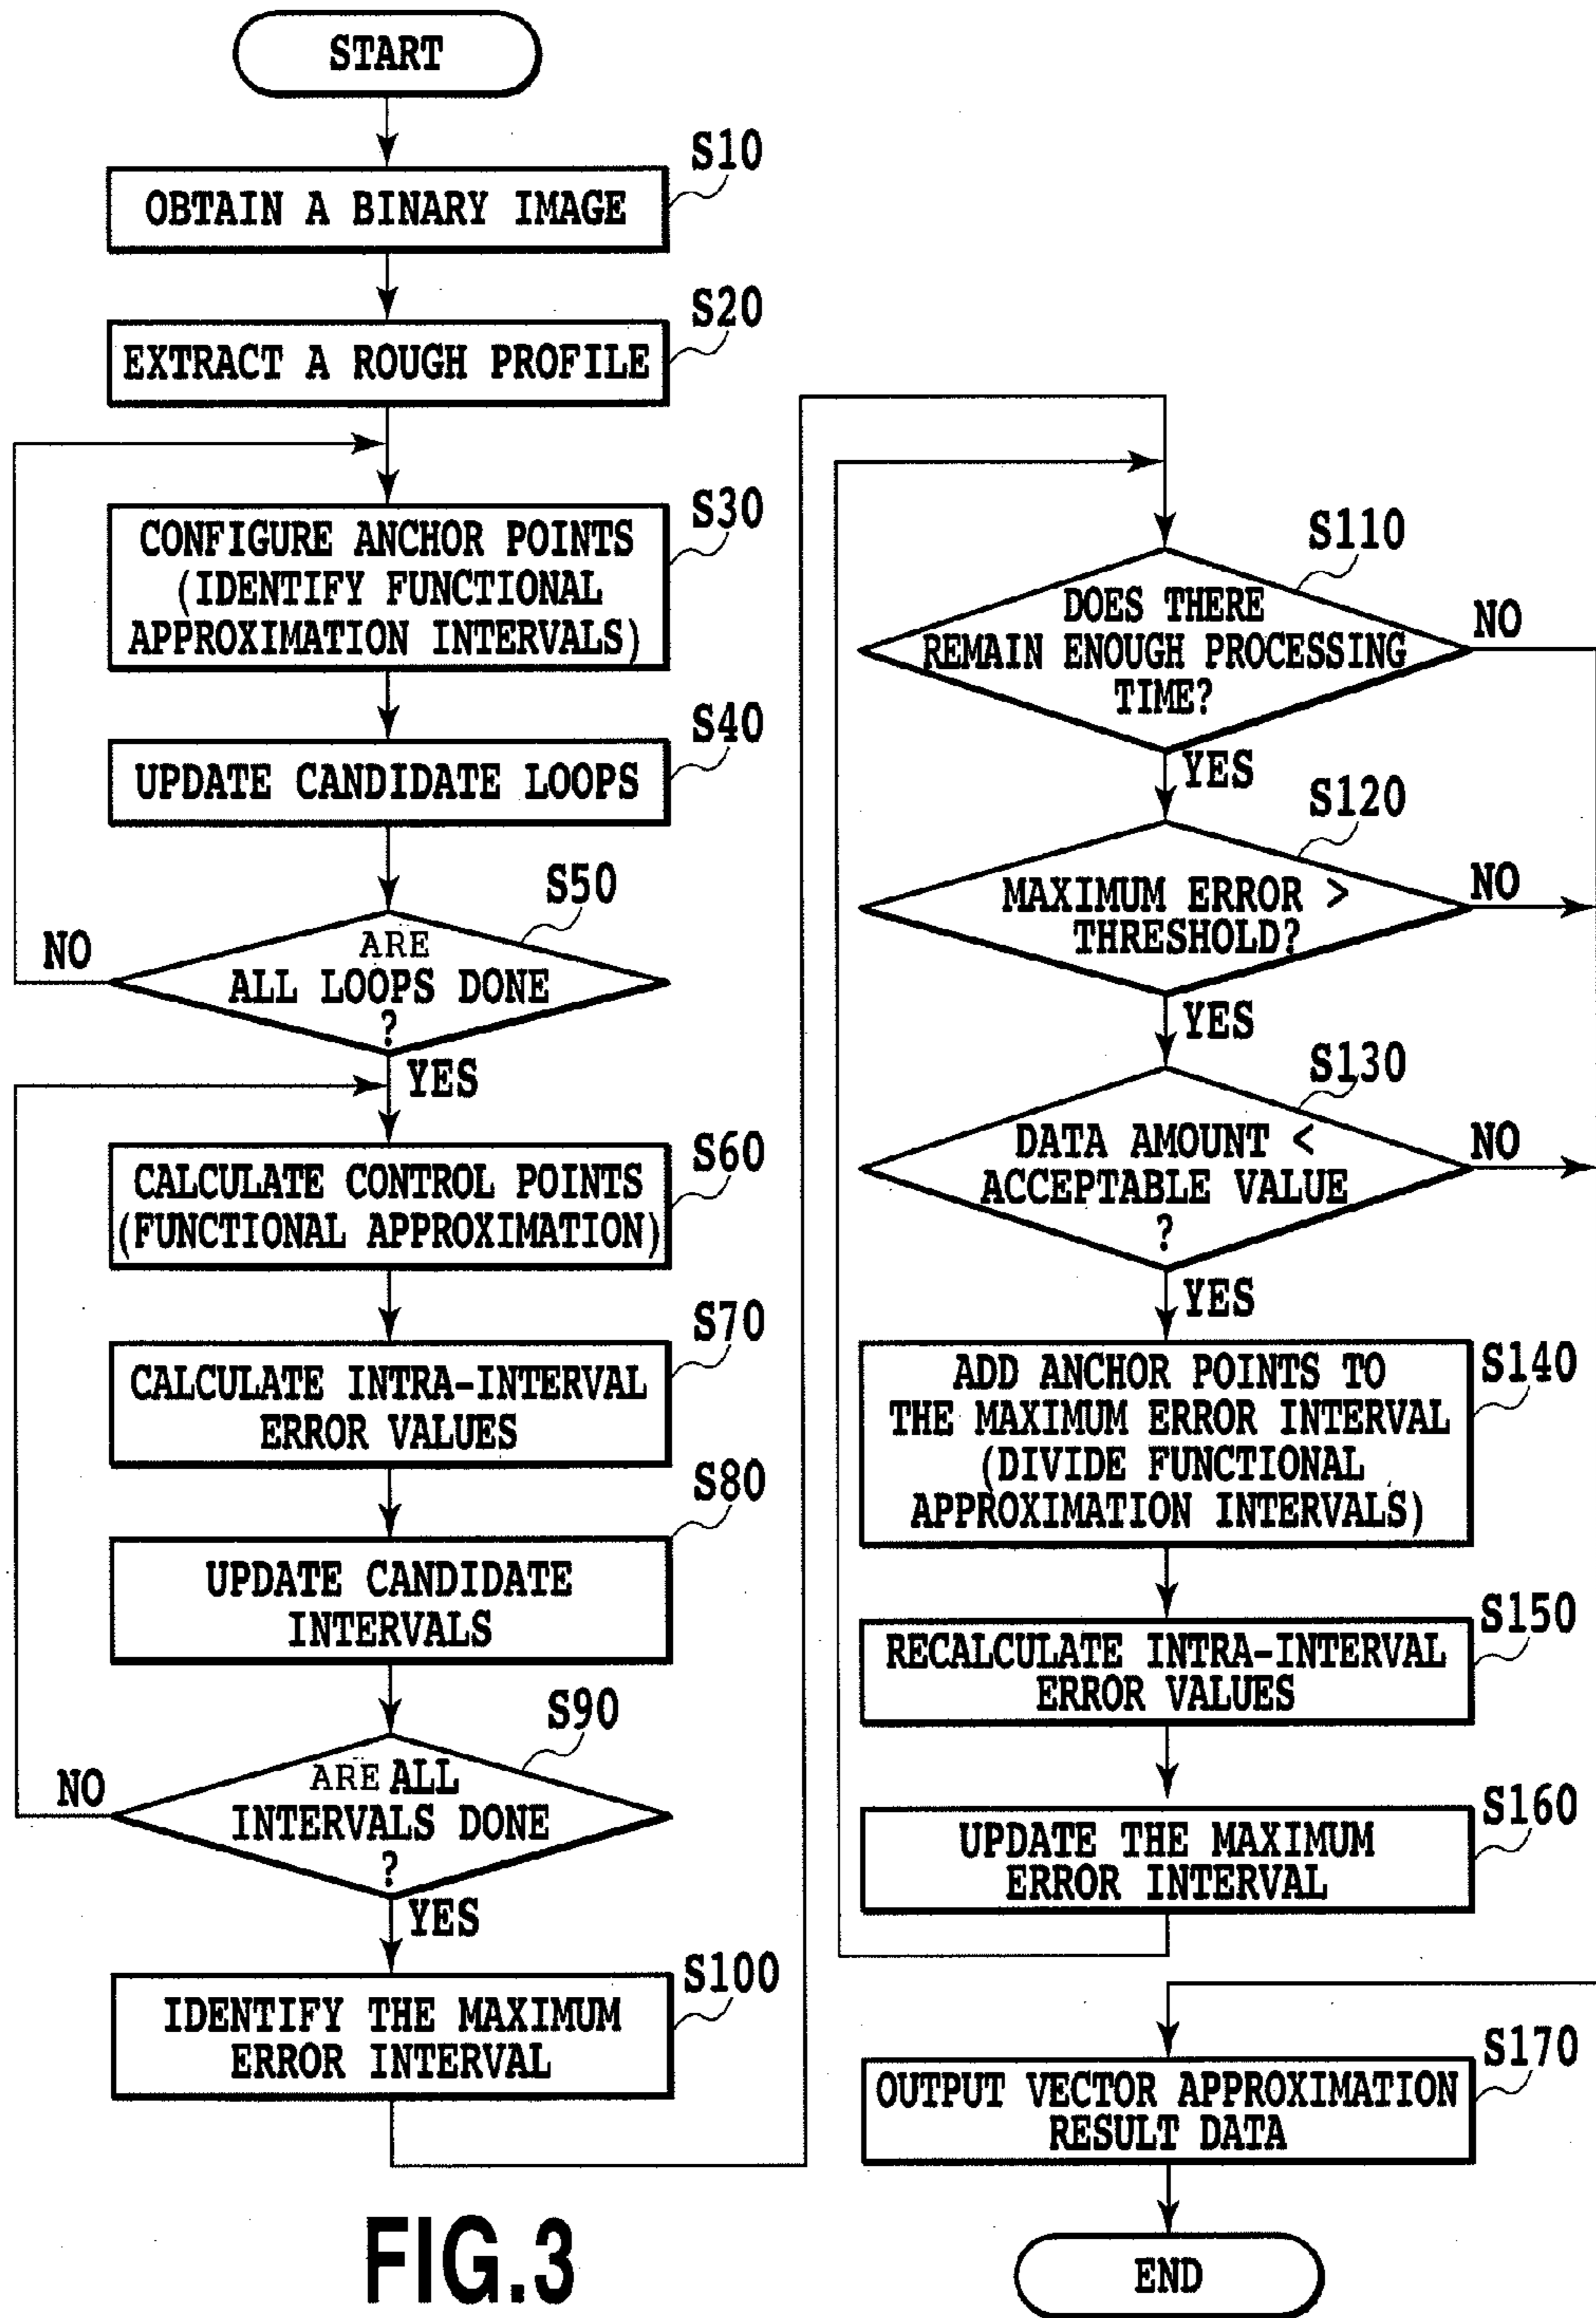 START
S10
OBTAIN A BINARY IMAGE
S20
EXTRACT A ROUGH PROFILE
S30
CONFIGURE ANCHOR POINTS
(IDENTIFY FUNCTIONAL
APPROXIMATION INTERVALS)
S40
UPDATE CANDIDATE LOOPS
S50
NO
ARE
ALL LOOPS DONE
?
YES
S60
CALCULATE CONTROL POINTS
(FUNCTIONAL APPROXIMATION)
S70
CALCULATE INTRA-INTERVAL
ERROR VALUES
S80
UPDATE CANDIDATE
INTERVALS
S90
NO
ARE ALL
INTERVALS DONE
?
YES
S100
IDENTIFY THE MAXIMUM
ERROR INTERVAL
S110
DOES THERE
REMAIN ENOUGH PROCESSING
TIME?
NO
YES
S120
MAXIMUM ERROR >
THRESHOLD?
NO
YES
S130
DATA AMOUNT <
ACCEPTABLE VALUE
?
NO
YES
S140
ADD ANCHOR POINTS TO
THE MAXIMUM ERROR INTERVAL
(DIVIDE FUNCTIONAL
APPROXIMATION INTERVALS)
S150
RECALCULATE INTRA-INTERVAL
ERROR VALUES
S160
UPDATE THE MAXIMUM
ERROR INTERVAL
S170
OUTPUT VECTOR APPROXIMATION
RESULT DATA
END
FIG.3